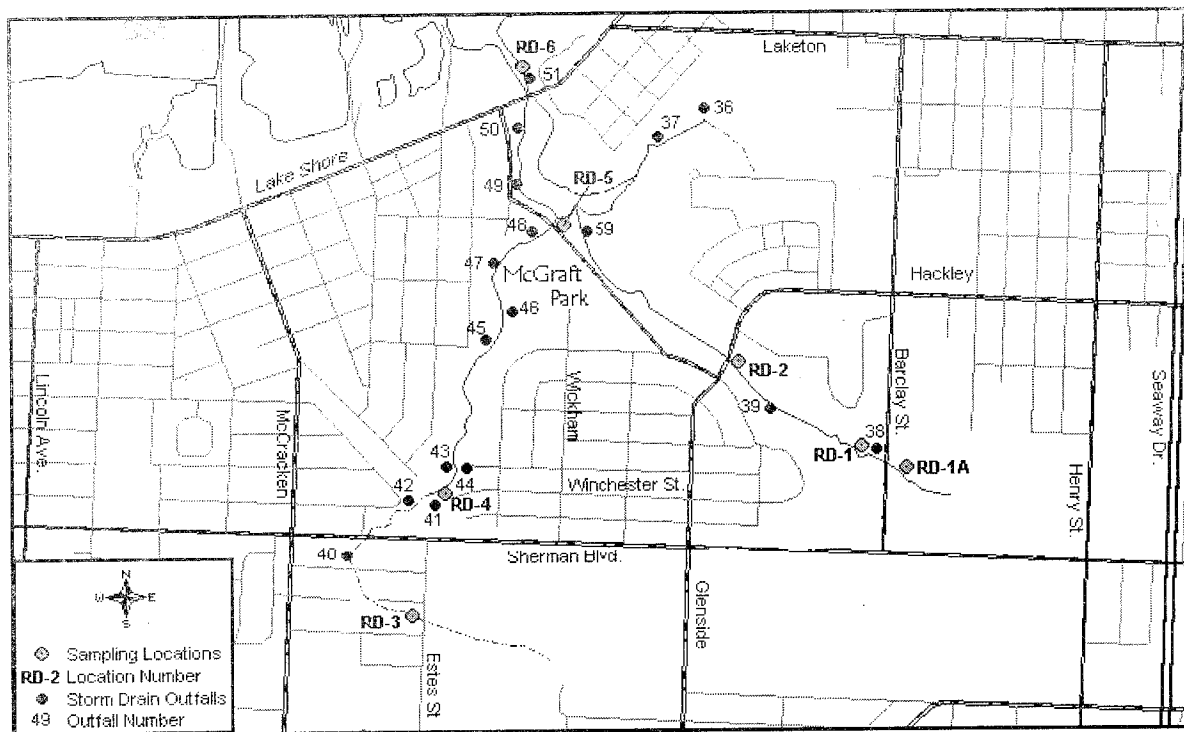 Laketon
RD-6
51
36
50
37
Lake Shore
RD-5
49
48
59
47
McGraft
Park
Hackley
46
45
RD-2
Barclay St.
Lincoln Ave.
Wickham
Seaway Dr.
McCracken
39
38
RD-1
RD-1A
43
44
Winchester St.
42
RD-4
41
Henry St.
40
Sherman Blvd.
Glenside
RD-3
Estes St
N
W E
S
Sampling Locations
RD-2 Location Number
Storm Drain Outfalls
49 Outfall Number